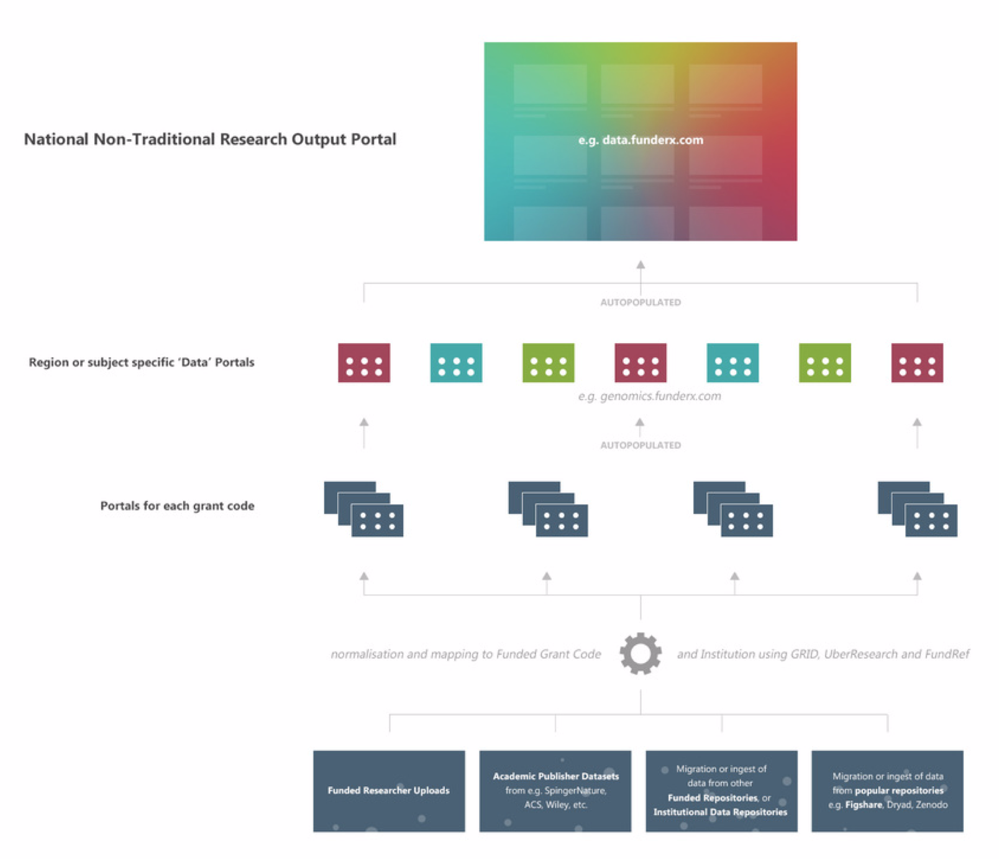 e.g. data.funderx.com
National Non-Traditional Research Output Portal
AUTOPOPULATED
Region or subject specific ‘Data’ Portals
e.g. genomics.funderx.com
AUTOPOPULATED
Portals for each grant code
normalisation and mapping to Funded Grant Code
and Institution using GRID, UberResearch and FundRef
Funded Researcher Uploads
Academic Publisher Datasets
from e.g. SpingerNature,
ACS, Wiley, etc.
Migration or ingest of
data from other
Funded Repositories, or
Institutional Data Repositories
Migration or ingest of data
from popular repositories
e.g. Figshare, Dryad, Zenodo